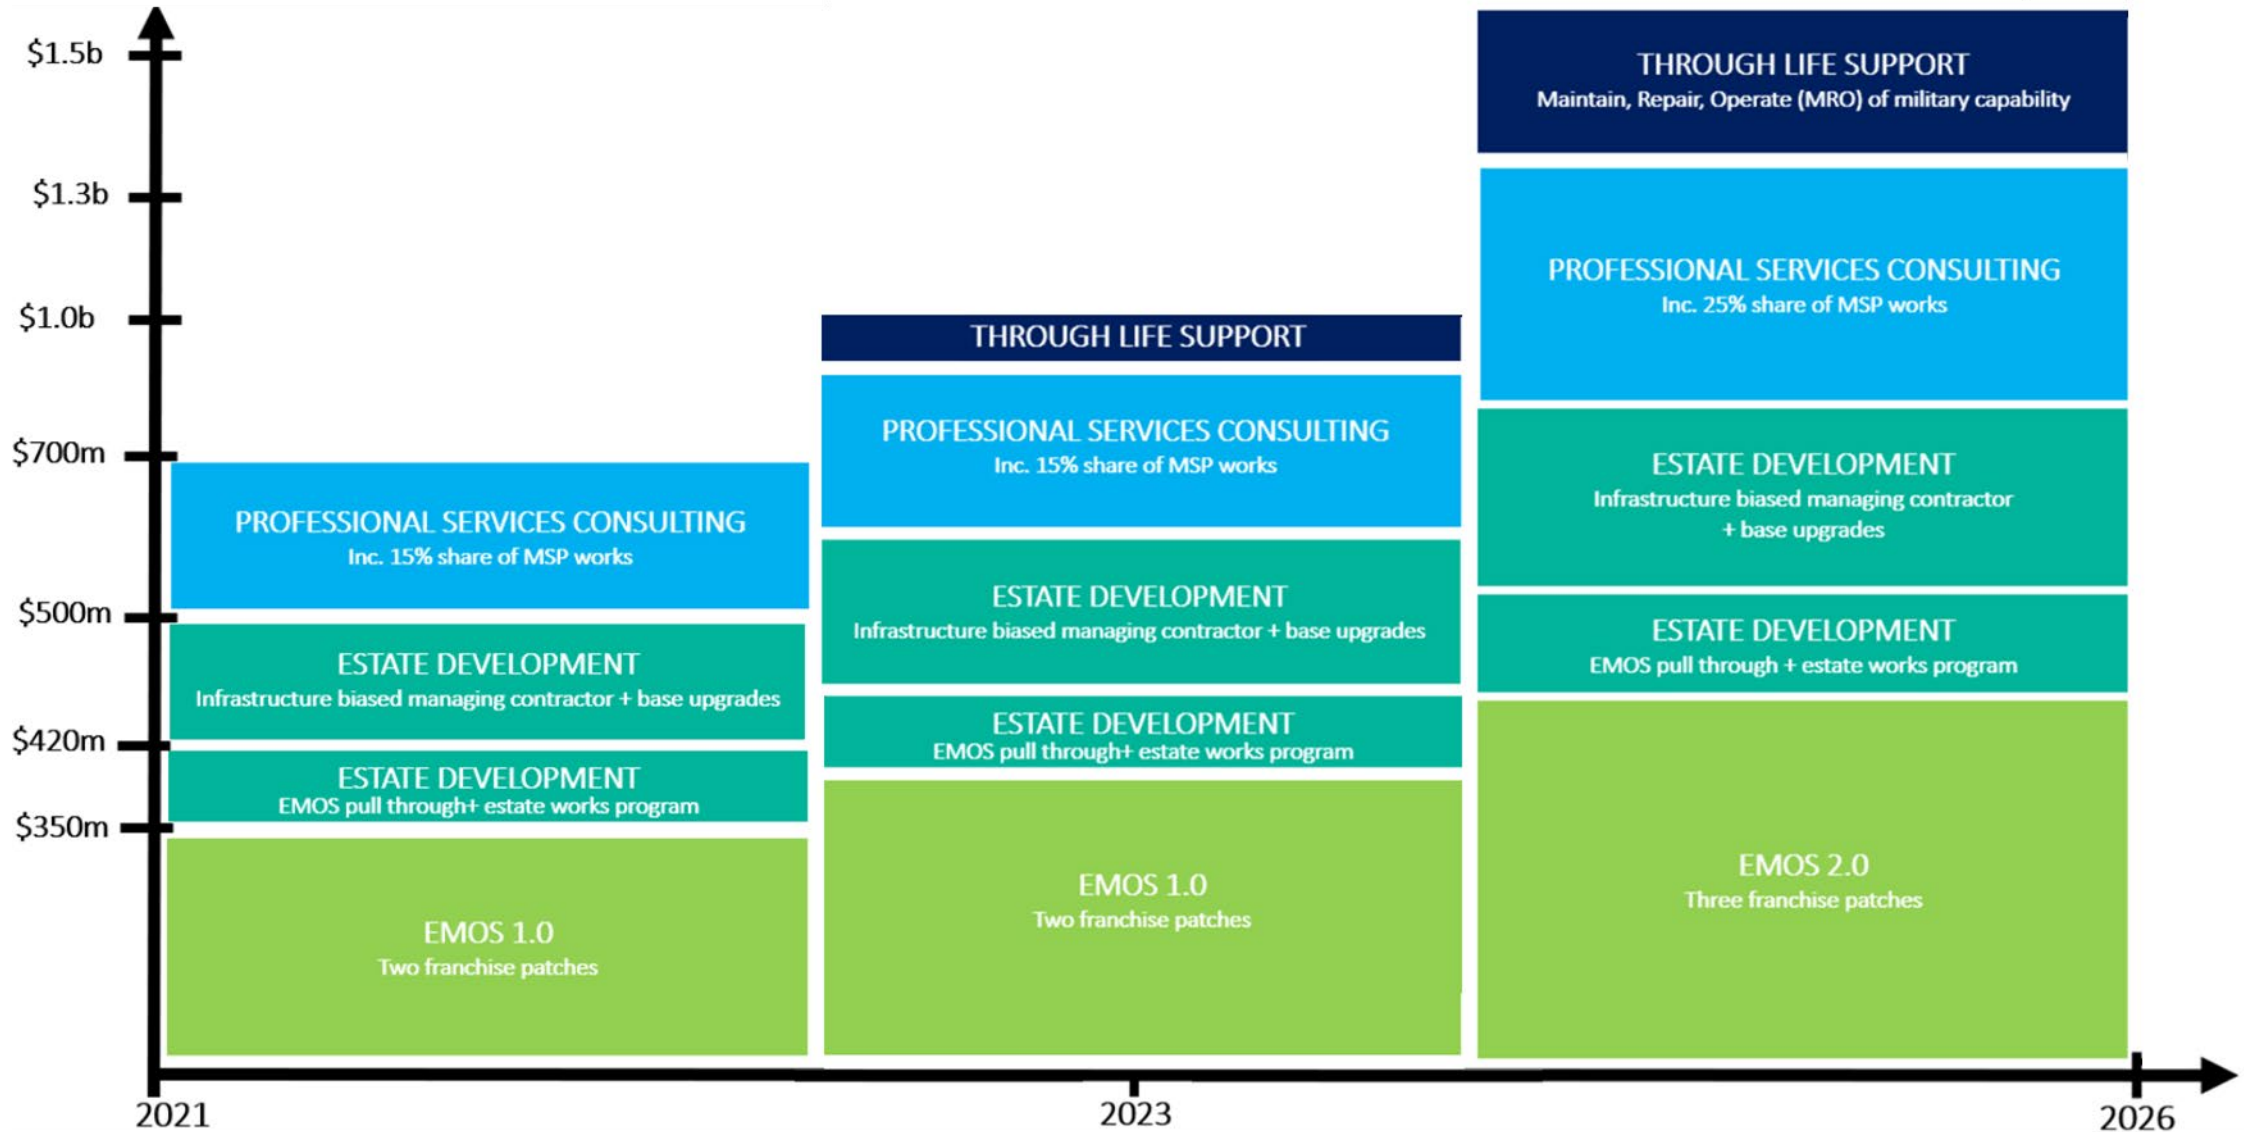 $1.5b
$1.3b
$1.0b
$700m
$500m
$420m
$350m
PROFESSIONAL SERVICES CONSULTING
Inc. 15% share of MSP works
ESTATE DEVELOPMENT
Infrastructure biased managing contractor + base upgrades
ESTATE DEVELOPMENT
EMOS pull through+ estate works program
EMOS 1.0
Two franchise patches
THROUGH LIFE SUPPORT
PROFESSIONAL SERVICES CONSULTING
Inc. 15% share of MSP works
ESTATE DEVELOPMENT
Infrastructure biased managing contractor + base upgrades
ESTATE DEVELOPMENT
EMOS pull through+ estate works program
EMOS 1.0
Two franchise patches
THROUGH LIFE SUPPORT
Maintain, Repair, Operate (MRO) of military capability
PROFESSIONAL SERVICES CONSULTING
Inc. 25% share of MSP works
ESTATE DEVELOPMENT
Infrastructure biased managing contractor
+ base upgrades
ESTATE DEVELOPMENT
EMOS pull through + estate works program
EMOS 2.0
Three franchise patches
2021
2023
2026